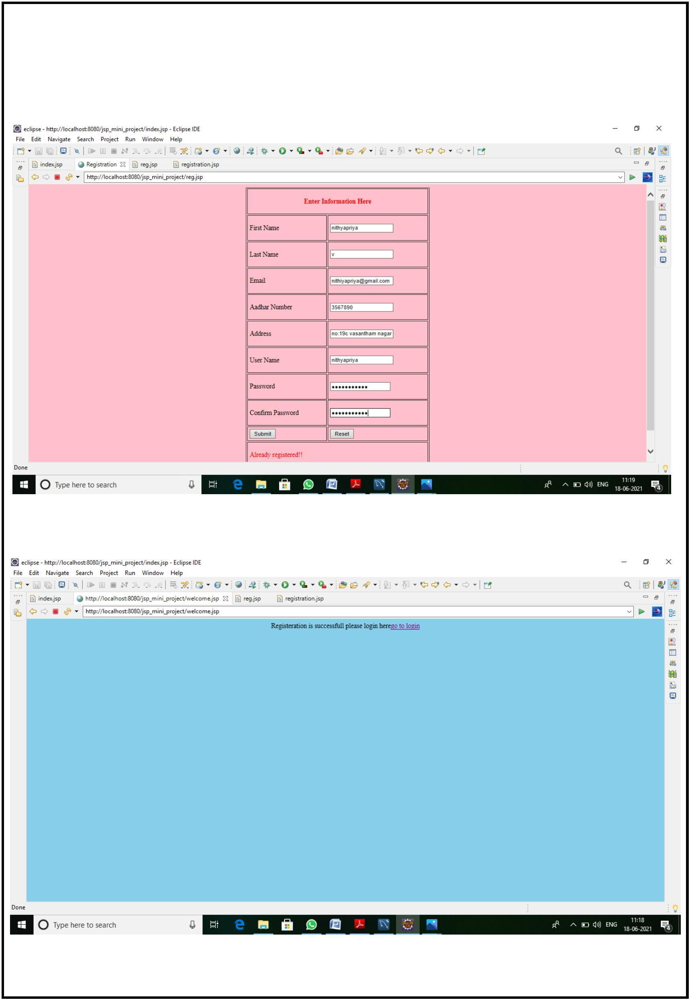 eclipse - http://localhost:8080/jsp_mini_project/index.jsp - Eclipse IDE
File Edit Navigate Search Project Run Window Help
index.jsp Registration reg.jsp registration.jsp
http://localhost:8080/jsp_mini_project/reg.jsp
Enter Information Here
First Name nithyapriya
Last Name v
Email nithiyapriya@gmail.com
Aadhar Number 3567890
Address no:19c vasantham nagar
User Name nithyapriya
Password •••••••••••
Confirm Password •••••••••••
Submit Reset
Already registered!!
Done
Type here to search ENG 11:19
18-06-2021 4
eclipse - http://localhost:8080/jsp_mini_project/index.jsp - Eclipse IDE
File Edit Navigate Search Project Run Window Help
index.jsp http://localhost:8080/jsp_mini_project/welcome.jsp reg.jsp registration.jsp
http://localhost:8080/jsp_mini_project/welcome.jsp
Registeration is successfull please login herego to login
Done
Type here to search ENG 11:18
18-06-2021 4